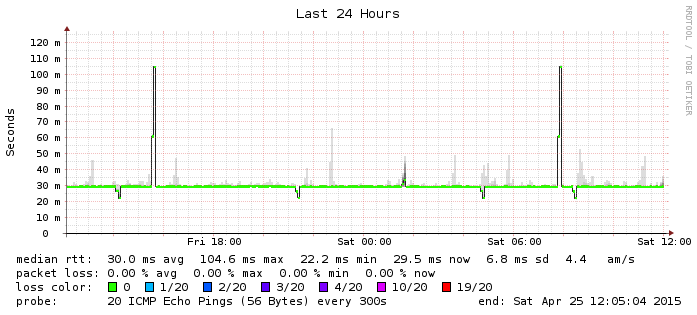 Last 24 Hours
RRDTOOL / TOBI OETIKER
120 m
110 m
100 m
90 m
80 m
70 m
60 m
50 m
40 m
30 m
20 m
10 m
0
Seconds
Fri 18:00 Sat 00:00 Sat 06:00 Sat 12:00
median rtt: 30.0 ms avg 104.6 ms max 22.2 ms min 29.5 ms now 6.8 ms sd 4.4 am/s
packet loss: 0.00 % avg 0.00 % max 0.00 % min 0.00 % now
loss color: 0 1/20 2/20 3/20 4/20 10/20 19/20
probe: 20 ICMP Echo Pings (56 Bytes) every 300s end: Sat Apr 25 12:05:04 2015